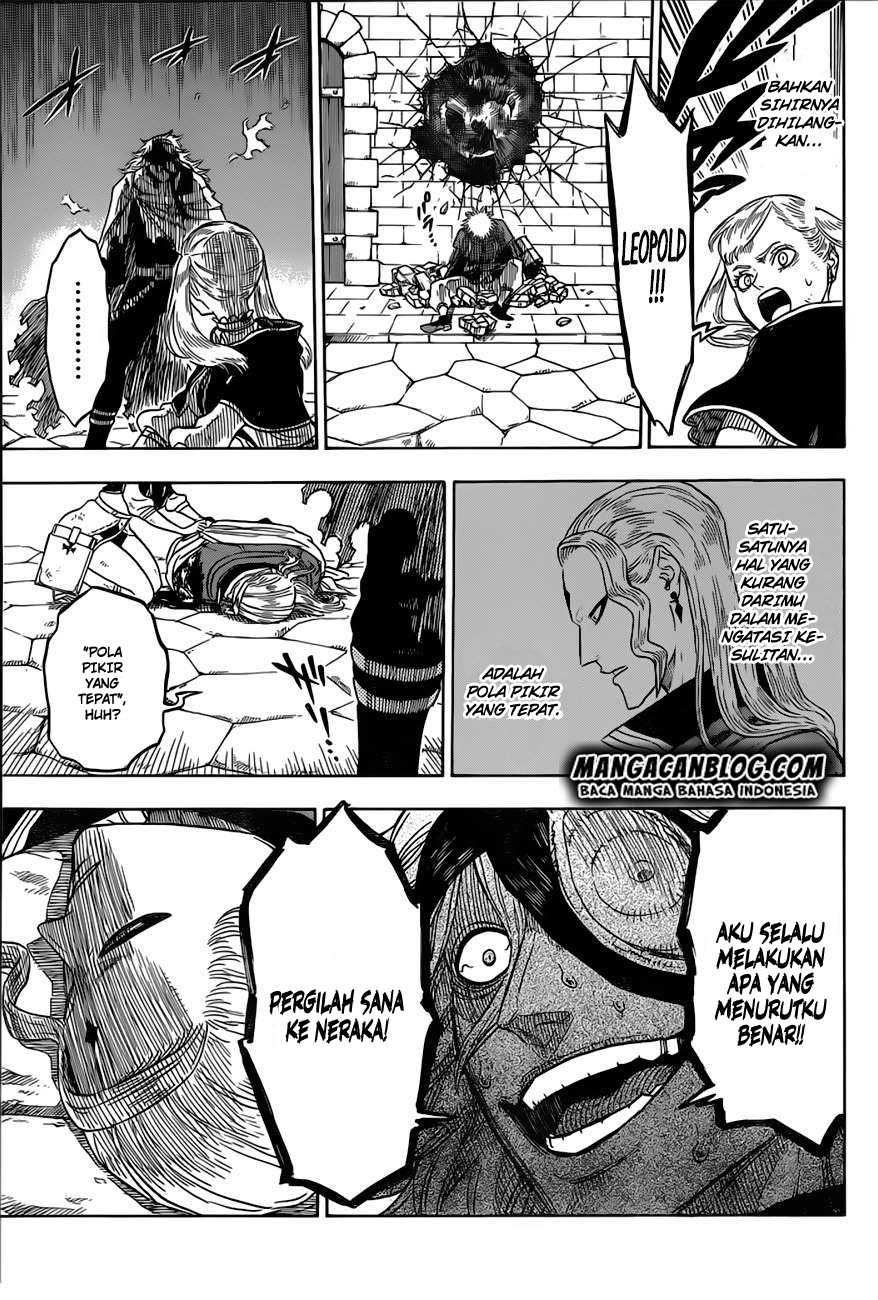 BAHKAN
SIHIRNYA
DIHILANG-
KAN...
LEOPOLD
!!!
パラ...
.........
SATU-
SATUNYA
HAL YANG
KURANG
DARIMU
DALAM ME-
NGATASI KE-
SULITAN...
ADALAH
POLA PIKIR
YANG TEPAT.
"POLA
PIKIR
YANG
TEPAT",
HUH?
MANGACANBLOG.COM
BACA MANGA BAHASA INDONESIA
AKU SELALU
MELAKUKAN
APA YANG
MENURUTKU
BENAR!!
PERGILAH SANA
KE NERAKA!